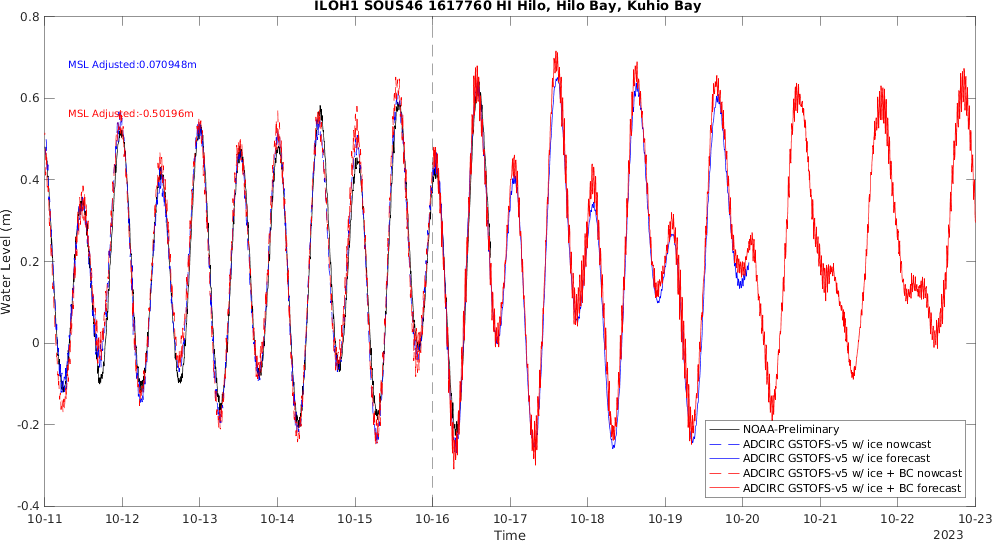 ILOH1 SOUS46 1617760 HI Hilo, Hilo Bay, Kuhio Bay
0.8
MSL Adjusted:0.070948m
0.6
MSL Adjusted:-0.50196m
0.4
Water Level (m)
0.2
0
-0.2
NOAA-Preliminary
ADCIRC GSTOFS-v5 w/ ice nowcast
ADCIRC GSTOFS-v5 w/ ice forecast
ADCIRC GSTOFS-v5 w/ ice + BC nowcast
ADCIRC GSTOFS-v5 w/ ice + BC forecast
-0.4
10-11 10-12 10-13 10-14 10-15 10-16 10-17 10-18 10-19 10-20 10-21 10-22 10-23
Time 2023